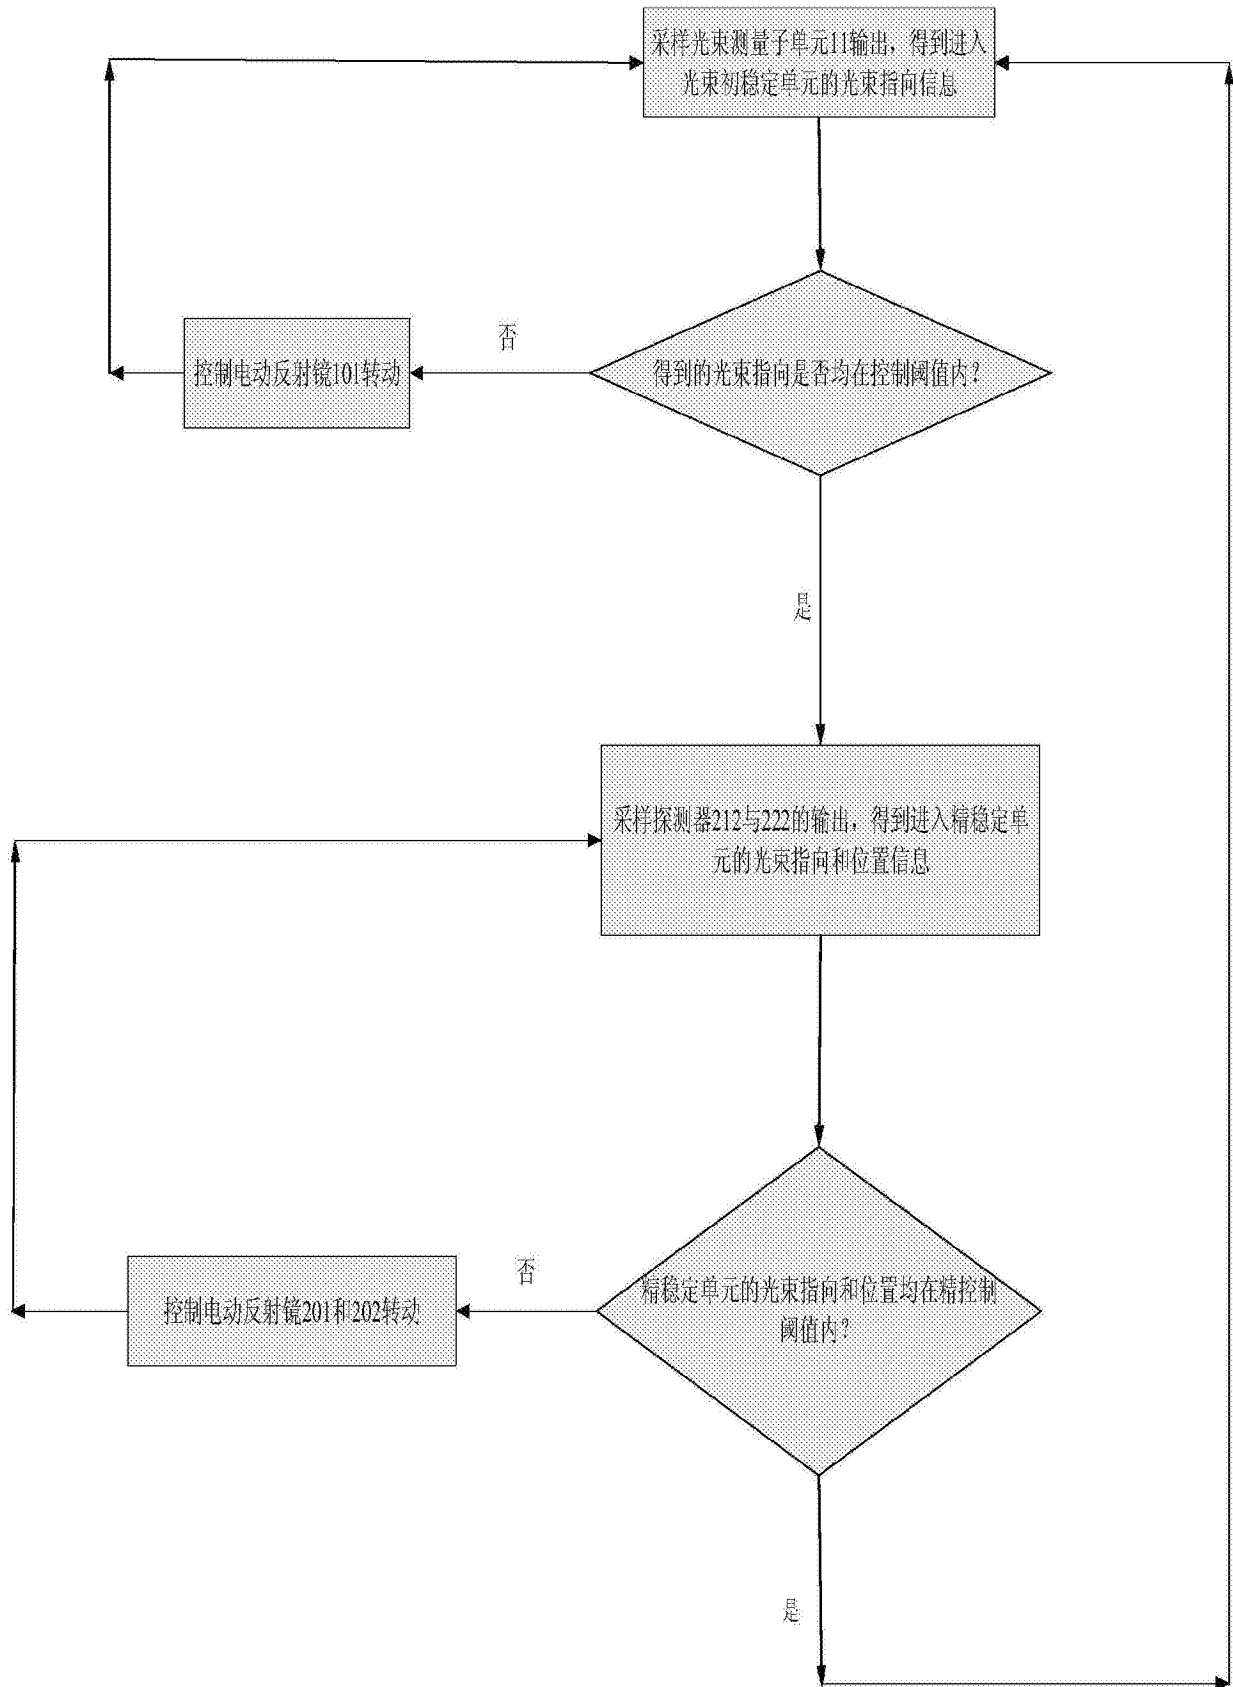 采样光束测量子单元11输出，得到进入
光束初稳定单元的光束指向信息
否
控制电动反射镜101转动
得到的光束指向是否均在控制阈值内？
是
采样探测器212与222的输出，得到进入精稳定单
元的光束指向和位置信息
否
控制电动反射镜201和202转动
精稳定单元的光束指向和位置均在精控制
阈值内？
是